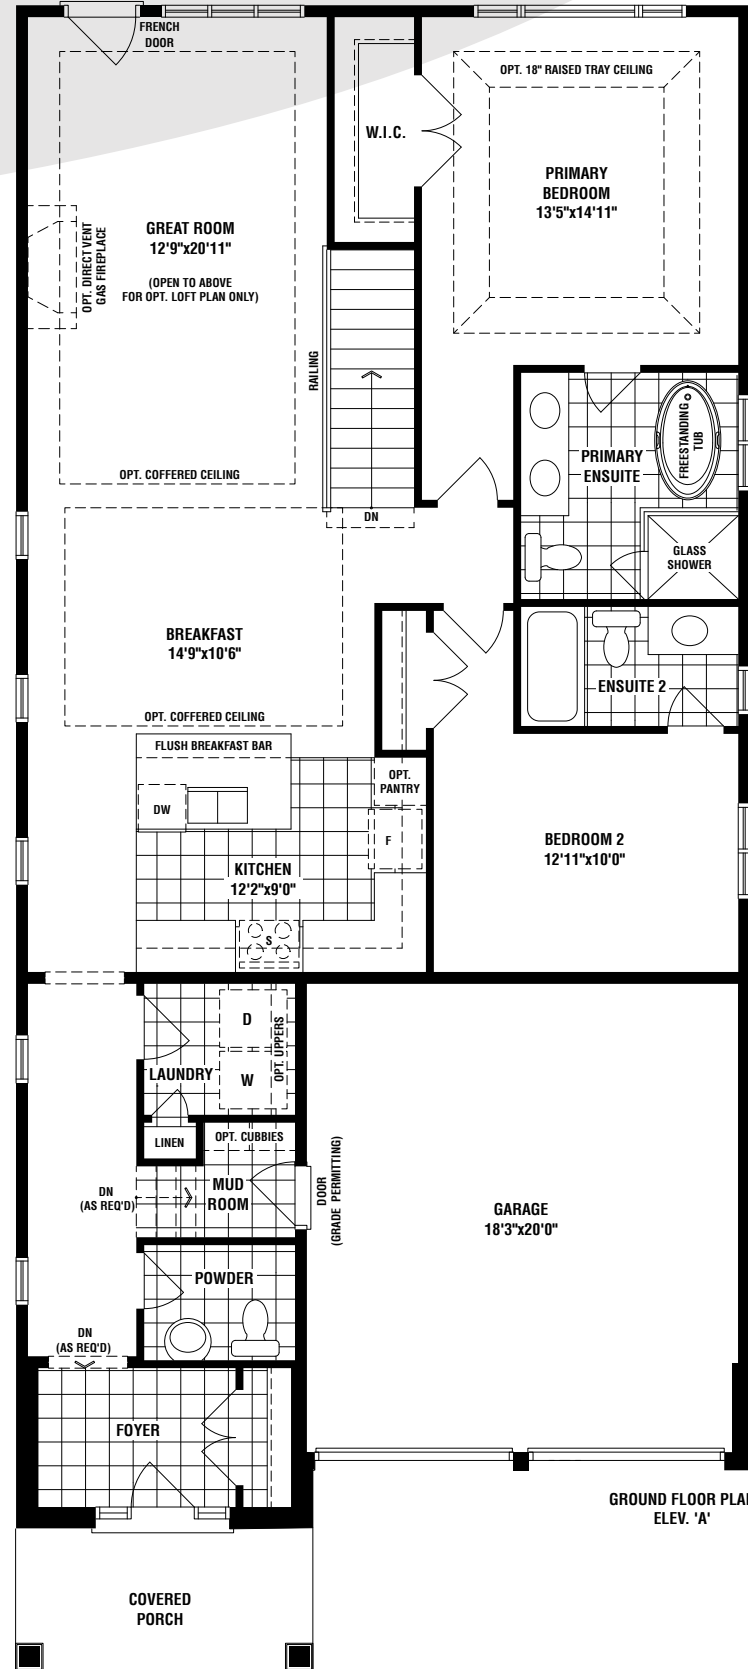 FRENCH
DOOR
OPT. 18" RAISED TRAY CEILING
W.I.C.
PRIMARY
BEDROOM
13'5"x14'11"
GREAT ROOM
12'9"x20'11"
(OPEN TO ABOVE
FOR OPT. LOFT PLAN ONLY)
OPT. DIRECT VENT
GAS FIREPLACE
RAILING
OPT. COFFERED CEILING
DN
PRIMARY
ENSUITE
FREESTANDING
TUB
GLASS
SHOWER
BREAKFAST
14'9"x10'6"
OPT. COFFERED CEILING
ENSUITE 2
FLUSH BREAKFAST BAR
OPT.
PANTRY
DW
F
KITCHEN
12'2"x9'0"
S
BEDROOM 2
12'11"x10'0"
D
W
OPT. UPPERS
LAUNDRY
LINEN
OPT. CUBBIES
MUD
ROOM
DN
(AS REQ'D)
DOOR
(GRADE PERMITTING)
GARAGE
18'3"x20'0"
POWDER
DN
(AS REQ'D)
FOYER
GROUND FLOOR PLAN
ELEV. 'A'
COVERED
PORCH